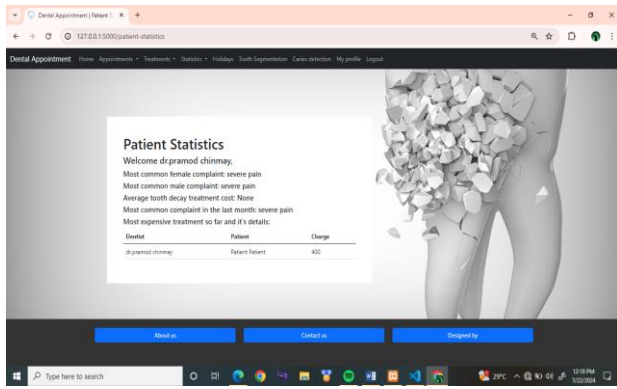 Dental Appointment | Patient S
127.0.0.1:5000/patient-statistics
Dental Appointment Home Appointments Treatments Statistics Holidays Tooth Segmentation Caries detection My profile Logout
Patient Statistics
Welcome dr.pramod chinmay,
Most common female complaint: severe pain
Most common male complaint: severe pain
Average tooth decay treatment cost: None
Most common complaint in the last month: severe pain
Most expensive treatment so far and it's details:
Dentist Patient Charge
dr.pramod chinmay Patient Patient 400
About us Contact us Designed by
Type here to search
29°C
12:18 PM
7/22/2024